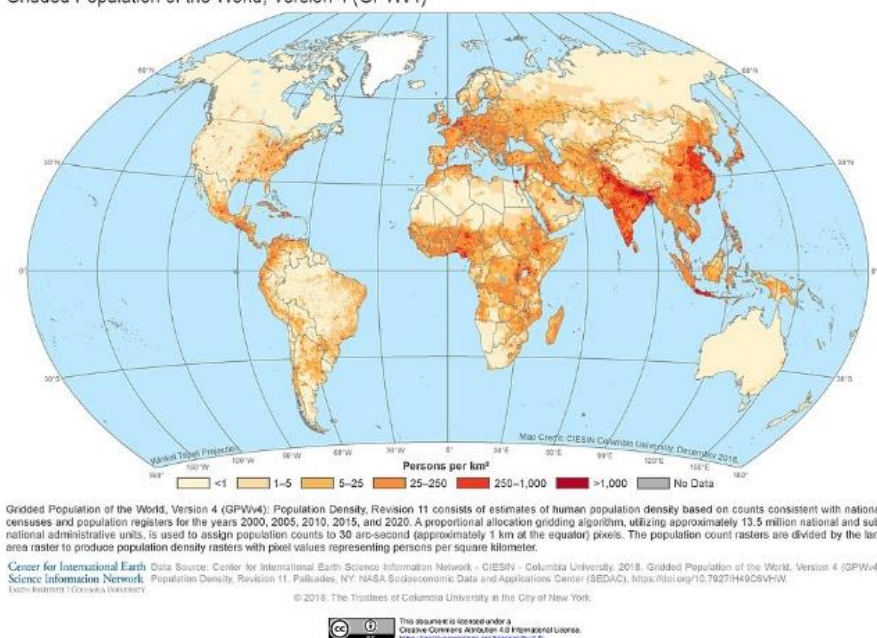 Gridded Population of the World, Version 4 (GPWv4)
60°N
60°N
30°N
30°N
0°
0°
30°S
30°S
Winkel Tripel Projection
Map Credit: CIESIN Columbia University, December 2018.
150°W
120°W
90°W
60°W
30°W
0°
30°E
60°E
90°E
120°E
150°E
180°
Persons per km²
<1 1–5 5–25 25–250 250–1,000 >1,000 No Data
Gridded Population of the World, Version 4 (GPWv4): Population Density, Revision 11 consists of estimates of human population density based on counts consistent with
censuses and population registers for the years 2000, 2005, 2010, 2015, and 2020. A proportional allocation gridding algorithm, utilizing approximately 13.5 million national and
national administrative units, is used to assign population counts to 30 arc-second (approximately 1 km at the equator) pixels. The population count rasters are divided by the
area raster to produce population density rasters with pixel values representing persons per square kilometer.
Center for International Earth
Science Information Network
EARTH INSTITUTE | COLUMBIA UNIVERSITY
Data Source: Center for International Earth Science Information Network - CIESIN - Columbia University. 2018. Gridded Population of the World, Version 4 (GPWv4
Population Density, Revision 11. Palisades, NY: NASA Socioeconomic Data and Applications Center (SEDAC). https://doi.org/10.7927/H49C6VHW.
© 2018. The Trustees of Columbia University in the City of New York.
cc
This document is licensed under a
Creative Commons Attribution 4.0 International License.